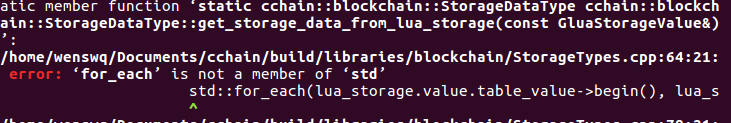 atic member function ‘static cchain::blockchain::StorageDataType cchain::blockch
ain::StorageDataType::get_storage_data_from_lua_storage(const GluaStorageValue&)
’:
/home/wenswq/Documents/cchain/build/libraries/blockchain/StorageTypes.cpp:64:21:
error: ‘for_each’ is not a member of ‘std’
std::for_each(lua_storage.value.table_value->begin(), lua_s
^